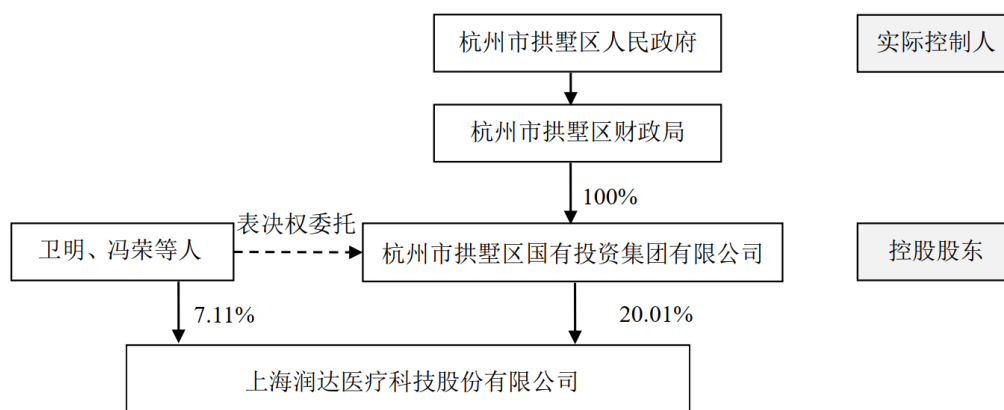 杭州市拱墅区人民政府
实际控制人
杭州市拱墅区财政局
100%
表决权委托
卫明、冯荣等人
杭州市拱墅区国有投资集团有限公司
控股股东
7.11%
20.01%
上海润达医疗科技股份有限公司